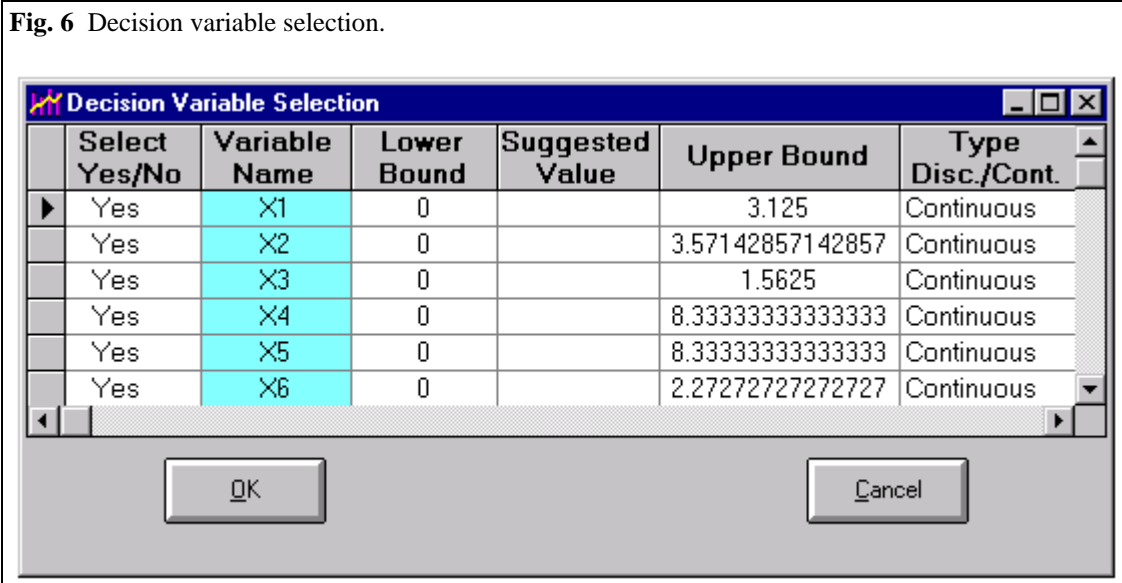 Fig. 6 Decision variable selection.
Decision Variable Selection
Select Yes/No Variable Name Lower Bound Suggested Value Upper Bound Type Disc./Cont.
Yes X1 0 3.125 Continuous
Yes X2 0 3.57142857142857 Continuous
Yes X3 0 1.5625 Continuous
Yes X4 0 8.33333333333333 Continuous
Yes X5 0 8.33333333333333 Continuous
Yes X6 0 2.27272727272727 Continuous
OK Cancel